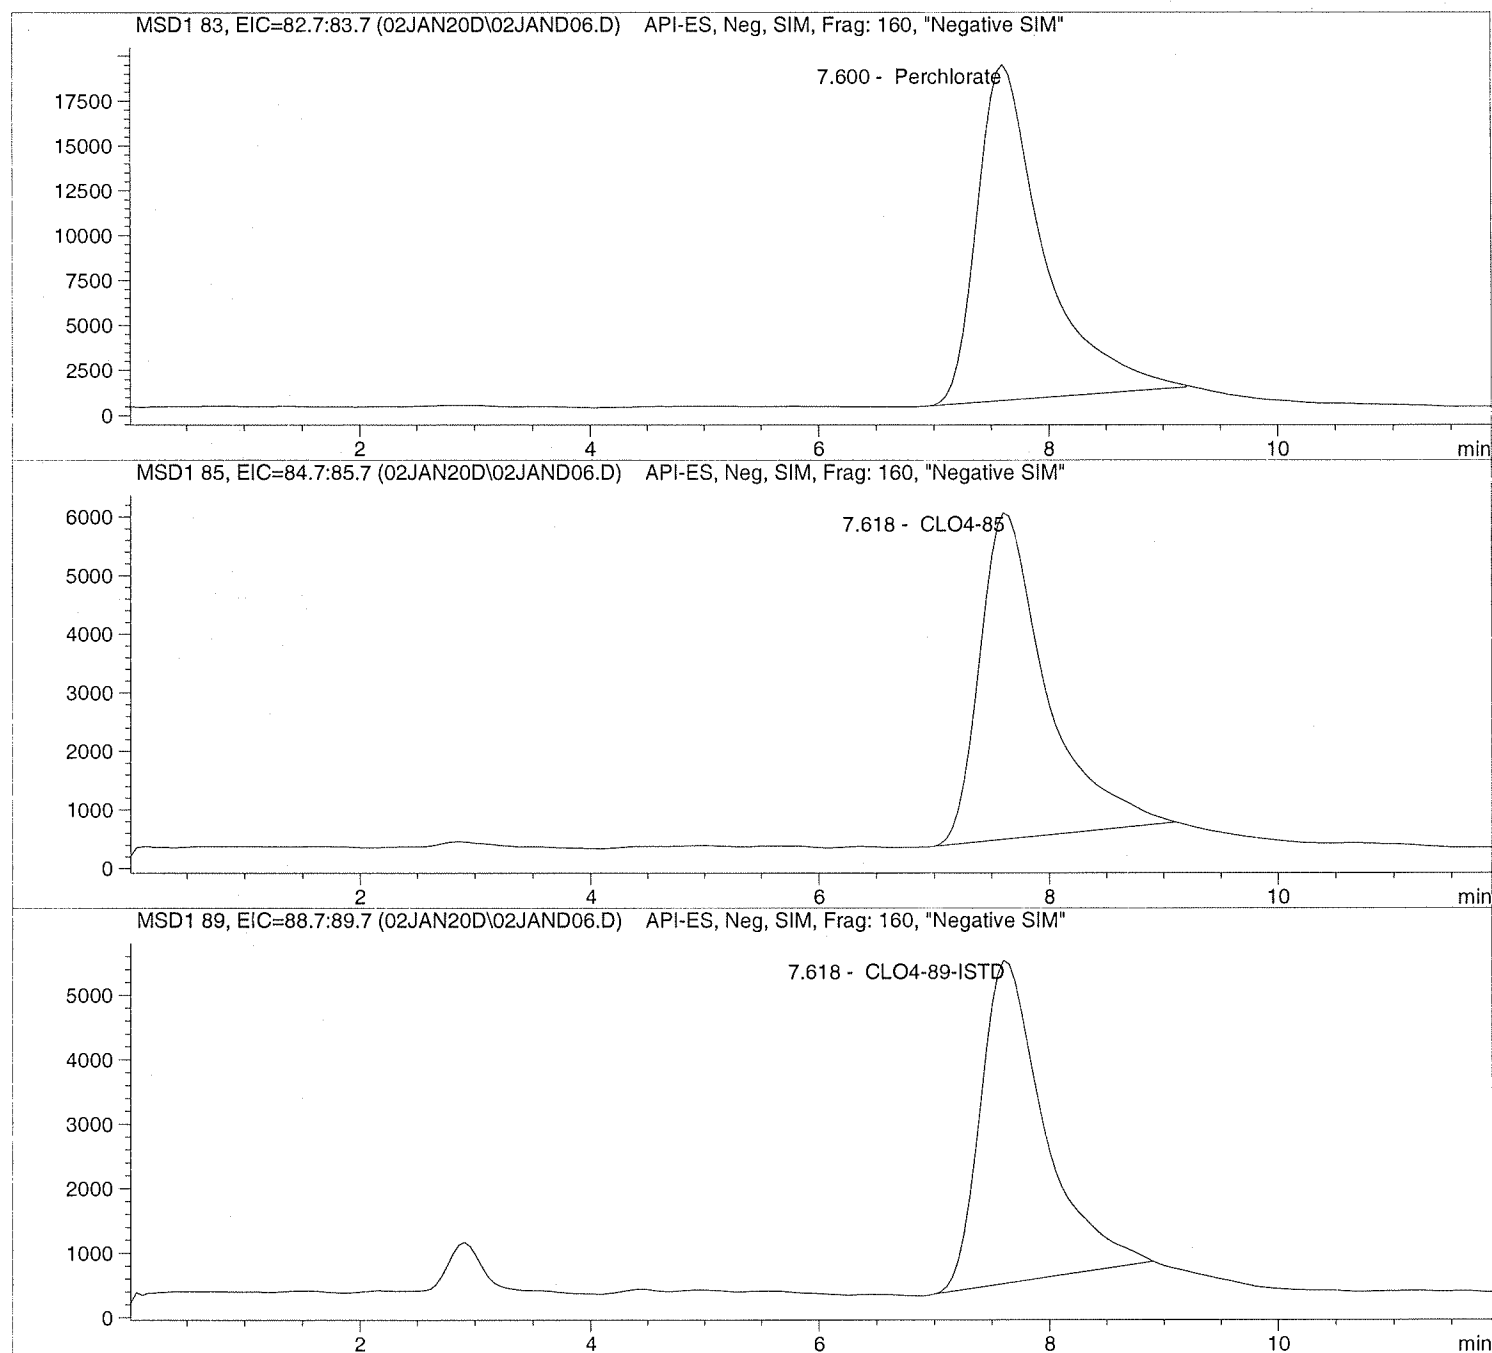 MSD1 83, EIC=82.7:83.7 (02JAN20D\02JAND06.D) API-ES, Neg, SIM, Frag: 160, "Negative SIM"
7.600 - Perchlorate
17500
15000
12500
10000
7500
5000
2500
0
2 4 6 8 10 min
MSD1 85, EIC=84.7:85.7 (02JAN20D\02JAND06.D) API-ES, Neg, SIM, Frag: 160, "Negative SIM"
7.618 - CLO4-85
6000
5000
4000
3000
2000
1000
0
2 4 6 8 10 min
MSD1 89, EIC=88.7:89.7 (02JAN20D\02JAND06.D) API-ES, Neg, SIM, Frag: 160, "Negative SIM"
7.618 - CLO4-89-ISTD
5000
4000
3000
2000
1000
0
2 4 6 8 10 min